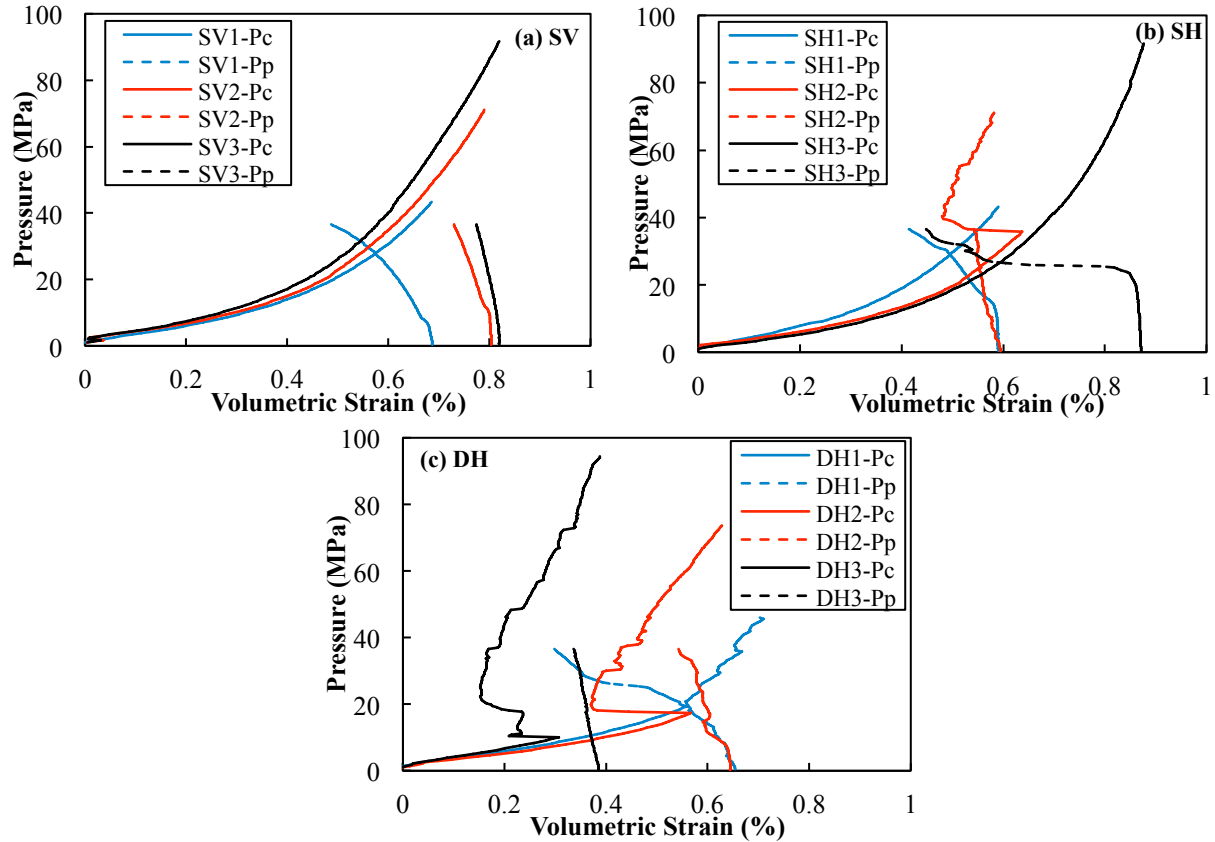 100
80
60
40
20
0
Pressure (MPa)
SV1-Pc
SV1-Pp
SV2-Pc
SV2-Pp
SV3-Pc
SV3-Pp
(a) SV
0 0.2 0.4 0.6 0.8 1
Volumetric Strain (%)
100
80
60
40
20
0
Pressure (MPa)
SH1-Pc
SH1-Pp
SH2-Pc
SH2-Pp
SH3-Pc
SH3-Pp
(b) SH
0 0.2 0.4 0.6 0.8 1
Volumetric Strain (%)
100
80
60
40
20
0
Pressure (MPa)
(c) DH
DH1-Pc
DH1-Pp
DH2-Pc
DH2-Pp
DH3-Pc
DH3-Pp
0 0.2 0.4 0.6 0.8 1
Volumetric Strain (%)